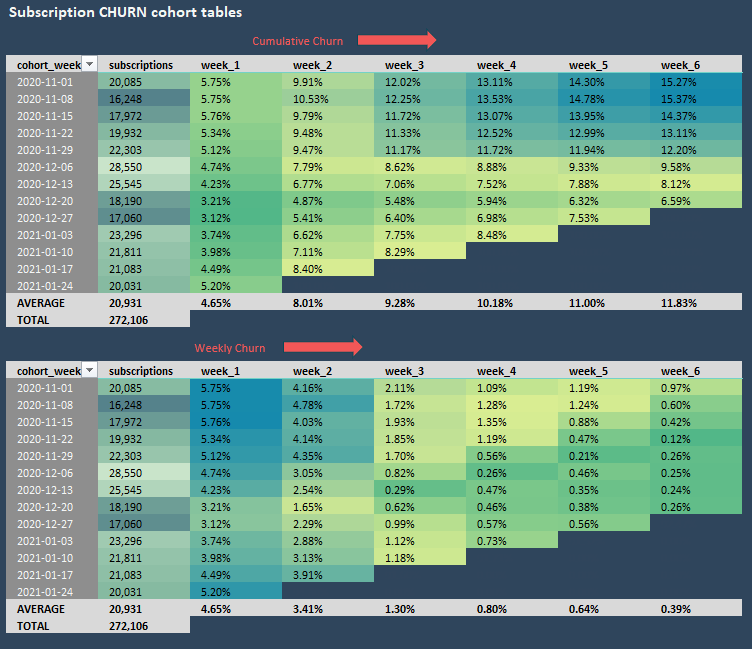 Subscription CHURN cohort tables
Cumulative Churn
cohort_week subscriptions week_1 week_2 week_3 week_4 week_5 week_6
2020-11-01 20,085 5.75% 9.91% 12.02% 13.11% 14.30% 15.27%
2020-11-08 16,248 5.75% 10.53% 12.25% 13.53% 14.78% 15.37%
2020-11-15 17,972 5.76% 9.79% 11.72% 13.07% 13.95% 14.37%
2020-11-22 19,932 5.34% 9.48% 11.33% 12.52% 12.99% 13.11%
2020-11-29 22,303 5.12% 9.47% 11.17% 11.72% 11.94% 12.20%
2020-12-06 28,550 4.74% 7.79% 8.62% 8.88% 9.33% 9.58%
2020-12-13 25,545 4.23% 6.77% 7.06% 7.52% 7.88% 8.12%
2020-12-20 18,190 3.21% 4.87% 5.48% 5.94% 6.32% 6.59%
2020-12-27 17,060 3.12% 5.41% 6.40% 6.98% 7.53%
2021-01-03 23,296 3.74% 6.62% 7.75% 8.48%
2021-01-10 21,811 3.98% 7.11% 8.29%
2021-01-17 21,083 4.49% 8.40%
2021-01-24 20,031 5.20%
AVERAGE 20,931 4.65% 8.01% 9.28% 10.18% 11.00% 11.83%
TOTAL 272,106
Weekly Churn
cohort_week subscriptions week_1 week_2 week_3 week_4 week_5 week_6
2020-11-01 20,085 5.75% 4.16% 2.11% 1.09% 1.19% 0.97%
2020-11-08 16,248 5.75% 4.78% 1.72% 1.28% 1.24% 0.60%
2020-11-15 17,972 5.76% 4.03% 1.93% 1.35% 0.88% 0.42%
2020-11-22 19,932 5.34% 4.14% 1.85% 1.19% 0.47% 0.12%
2020-11-29 22,303 5.12% 4.35% 1.70% 0.56% 0.21% 0.26%
2020-12-06 28,550 4.74% 3.05% 0.82% 0.26% 0.46% 0.25%
2020-12-13 25,545 4.23% 2.54% 0.29% 0.47% 0.35% 0.24%
2020-12-20 18,190 3.21% 1.65% 0.62% 0.46% 0.38% 0.26%
2020-12-27 17,060 3.12% 2.29% 0.99% 0.57% 0.56%
2021-01-03 23,296 3.74% 2.88% 1.12% 0.73%
2021-01-10 21,811 3.98% 3.13% 1.18%
2021-01-17 21,083 4.49% 3.91%
2021-01-24 20,031 5.20%
AVERAGE 20,931 4.65% 3.41% 1.30% 0.80% 0.64% 0.39%
TOTAL 272,106